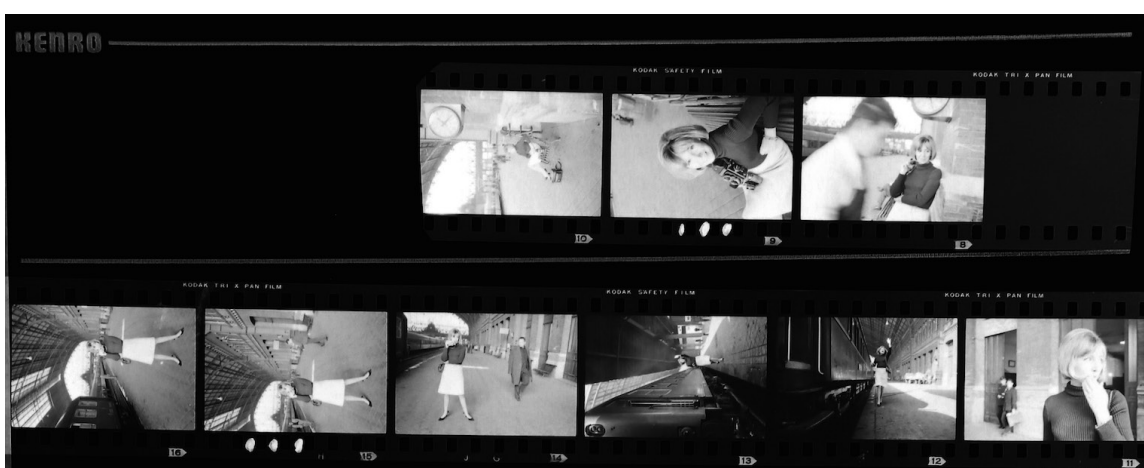 KENRO
KODAK SAFETY FILM
KODAK TRI X PAN FILM
10
9
8
KODAK TRI X PAN FILM
KODAK SAFETY FILM
KODAK TRI X PAN FILM
16
15
14
13
12
11